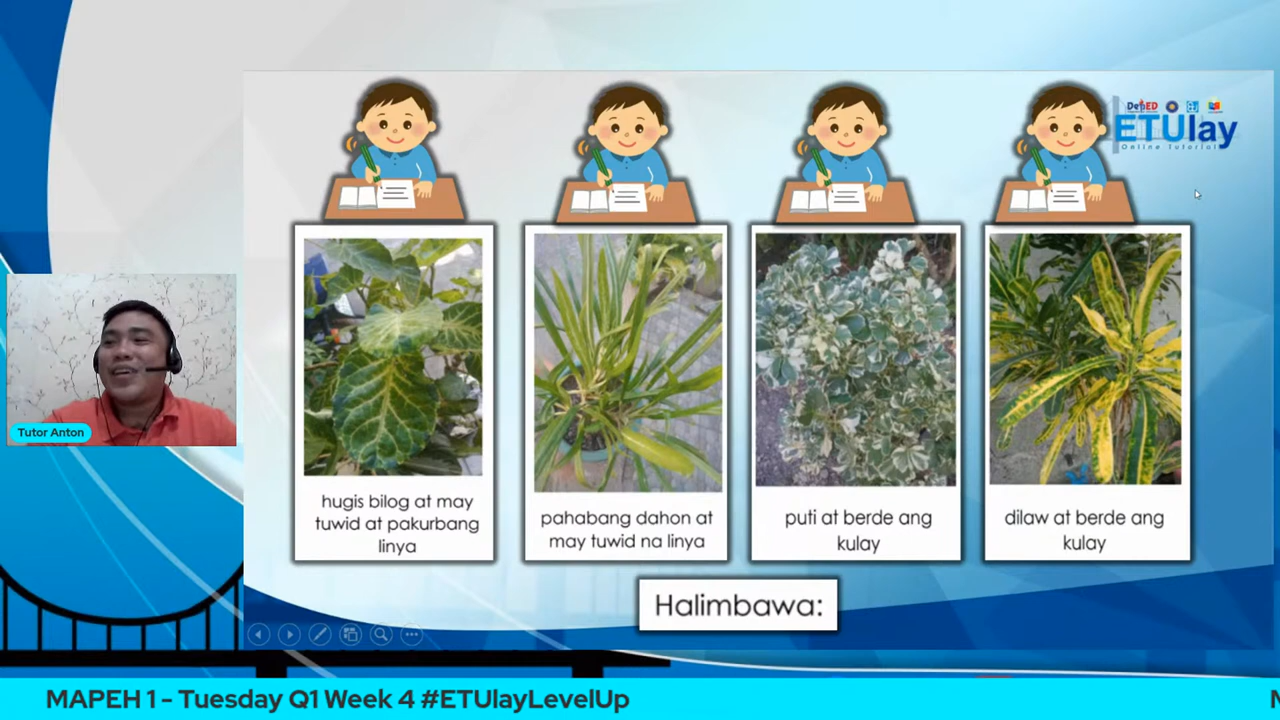 DepED
ETUlay
Online Tutorial
Tutor Anton
hugis bilog at may
tuwid at pakurbang
linya
pahabang dahon at
may tuwid na linya
puti at berde ang
kulay
dilaw at berde ang
kulay
Halimbawa:
MAPEH 1 - Tuesday Q1 Week 4 #ETUlayLevelUp
M